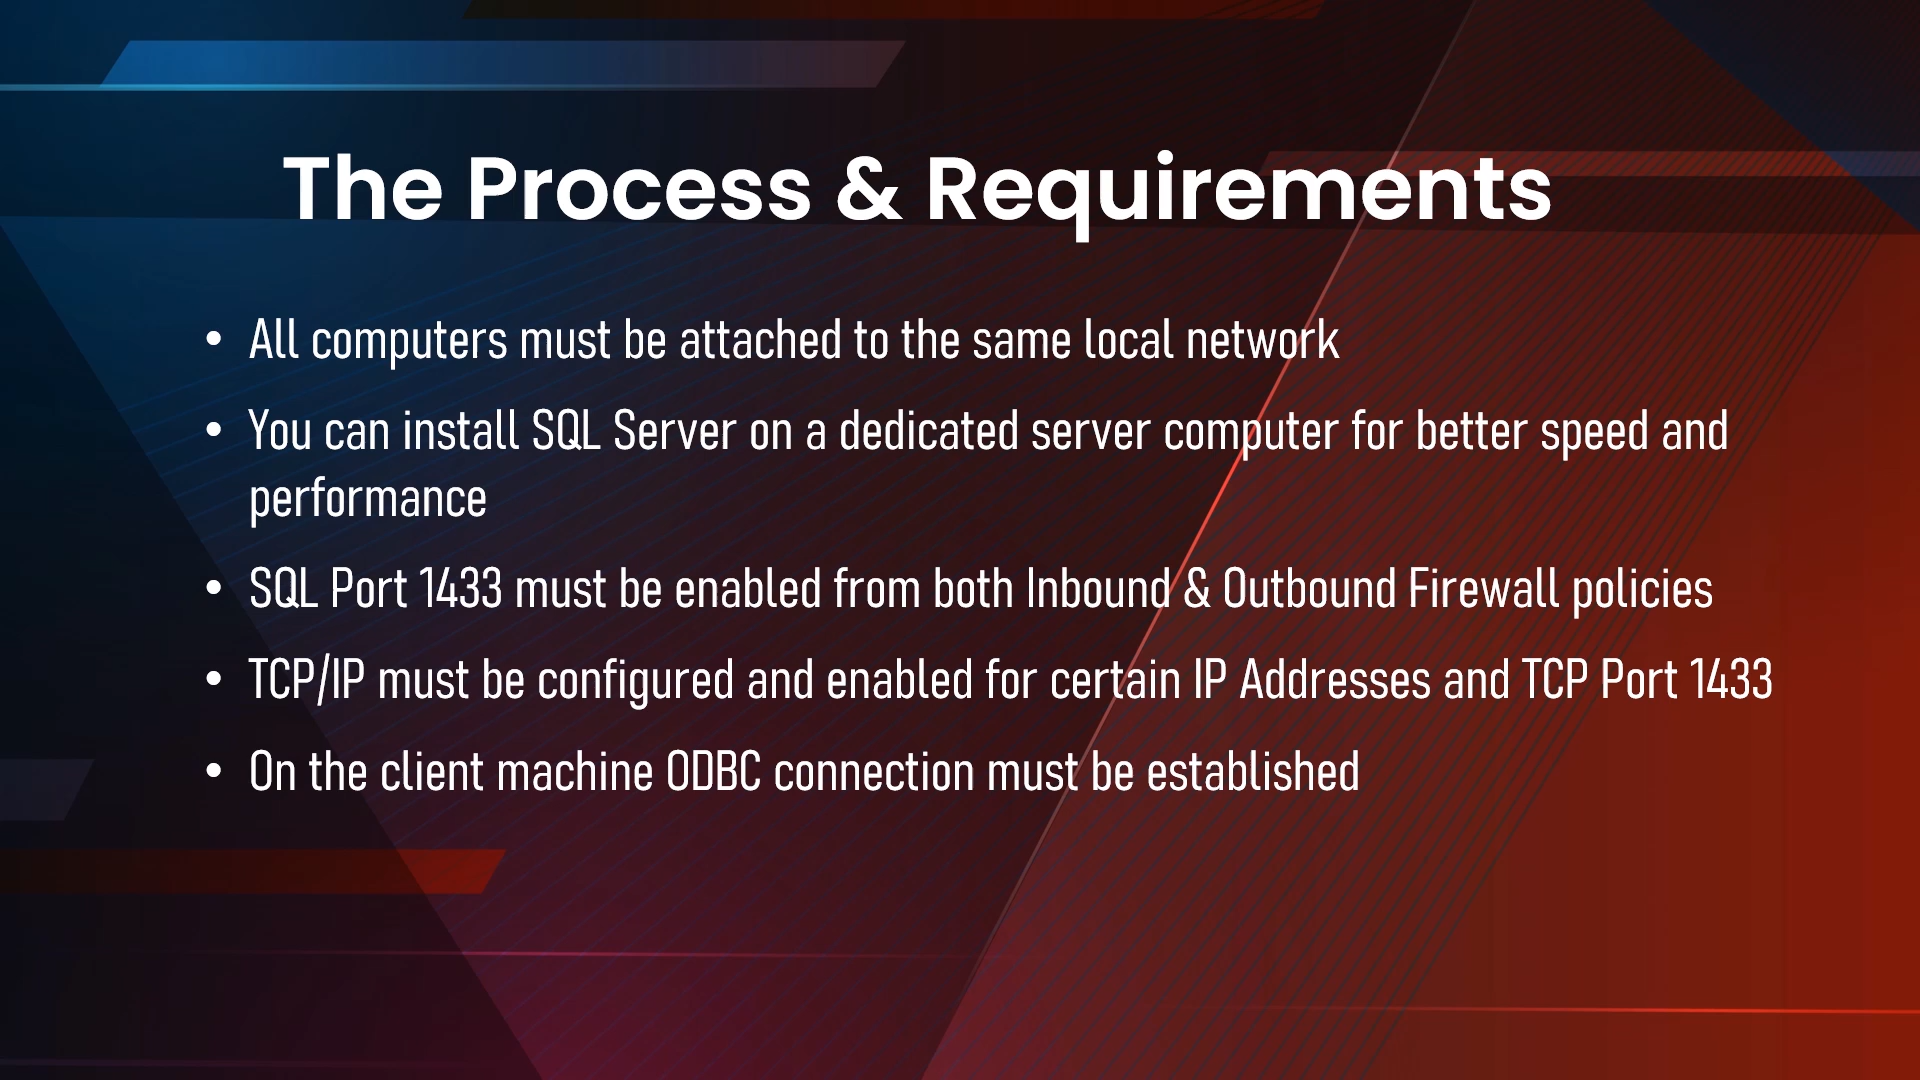 The Process & Requirements
• All computers must be attached to the same local network
• You can install SQL Server on a dedicated server computer for better speed and
performance
• SQL Port 1433 must be enabled from both Inbound & Outbound Firewall policies
• TCP/IP must be configured and enabled for certain IP Addresses and TCP Port 1433
• On the client machine ODBC connection must be established